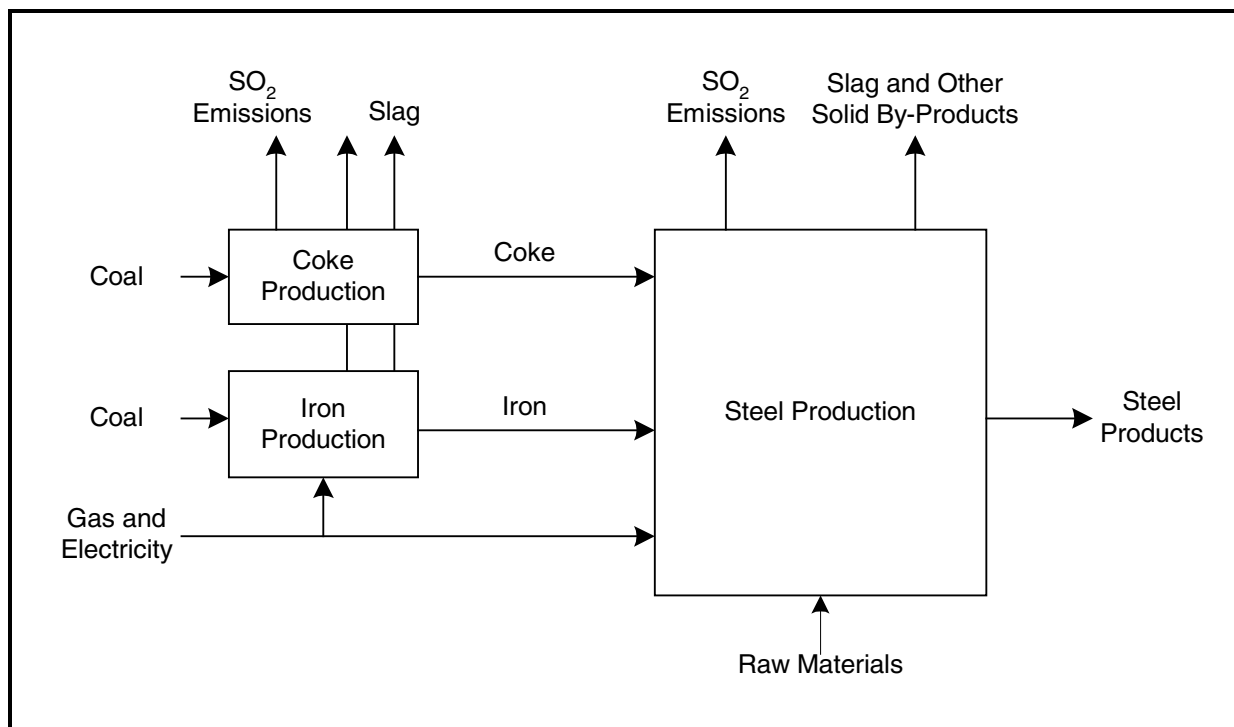 SO₂
Emissions
Slag
SO₂
Emissions
Slag and Other
Solid By-Products
Coal
Coke
Production
Coke
Coal
Iron
Production
Iron
Steel Production
Steel
Products
Gas and
Electricity
Raw Materials